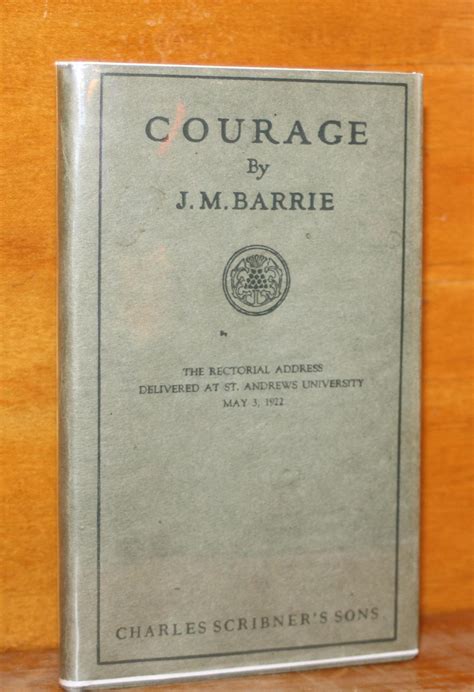 COURAGE
By
J.M.BARRIE
THE RECTORIAL ADDRESS
DELIVERED AT ST. ANDREWS UNIVERSITY
MAY 3, 1922
CHARLES SCRIBNER'S SONS